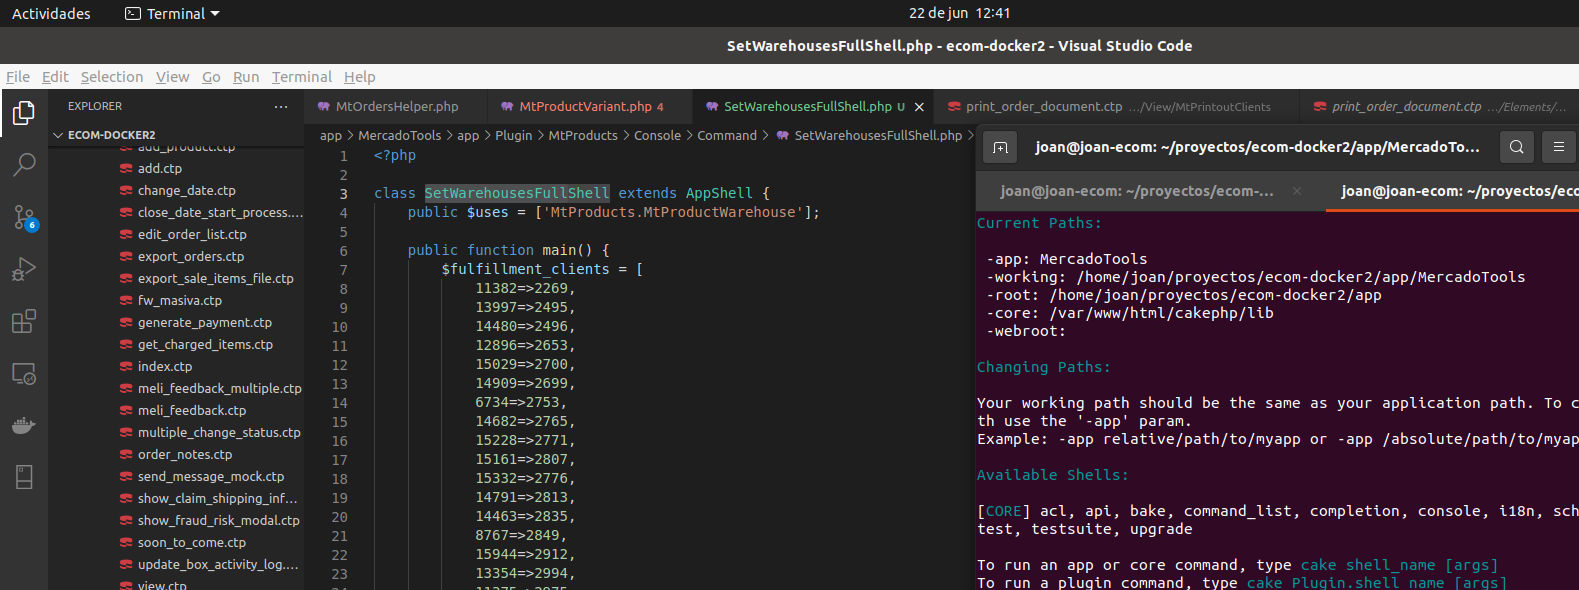 Actividades
Terminal
22 de jun 12:41
SetWarehousesFullShell.php - ecom-docker2 - Visual Studio Code
File Edit Selection View Go Run Terminal Help
EXPLORER ...
ECOM-DOCKER2
add_product.ctp
add.ctp
change_date.ctp
close_date_start_process....
edit_order_list.ctp
export_orders.ctp
export_sale_items_file.ctp
fw_masiva.ctp
generate_payment.ctp
get_charged_items.ctp
index.ctp
meli_feedback_multiple.ctp
meli_feedback.ctp
multiple_change_status.ctp
order_notes.ctp
send_message_mock.ctp
show_claim_shipping_inf...
show_fraud_risk_modal.ctp
soon_to_come.ctp
update_box_activity_log....
view.ctp
6
MtOrdersHelper.php
MtProductVariant.php 4
SetWarehousesFullShell.php U ×
print_order_document.ctp .../View/MtPrintoutClients
print_order_document.ctp .../Elements/...
app > MercadoTools > app > Plugin > MtProducts > Console > Command > SetWarehousesFullShell.php >
1 <?php
2
3 class SetWarehousesFullShell extends AppShell {
4 public $uses = ['MtProducts.MtProductWarehouse'];
5
6 public function main() {
7 $fulfillment_clients = [
8 11382=>2269,
9 13997=>2495,
10 14480=>2496,
11 12896=>2653,
12 15029=>2700,
13 14909=>2699,
14 6734=>2753,
15 14682=>2765,
16 15228=>2771,
17 15161=>2807,
18 15332=>2776,
19 14791=>2813,
20 14463=>2835,
21 8767=>2849,
22 15944=>2912,
23 13354=>2994,
joan@joan-ecom: ~/proyectos/ecom-docker2/app/MercadoTo...
joan@joan-ecom: ~/proyectos/ecom-... ×
joan@joan-ecom: ~/proyectos/eco
Current Paths:
-app: MercadoTools
-working: /home/joan/proyectos/ecom-docker2/app/MercadoTools
-root: /home/joan/proyectos/ecom-docker2/app
-core: /var/www/html/cakephp/lib
-webroot:
Changing Paths:
Your working path should be the same as your application path. To c
th use the '-app' param.
Example: -app relative/path/to/myapp or -app /absolute/path/to/myap
Available Shells:
[CORE] acl, api, bake, command_list, completion, console, i18n, sch
test, testsuite, upgrade
To run an app or core command, type cake shell_name [args]
To run a plugin command, type cake Plugin.shell_name [args]